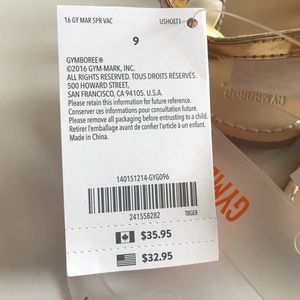 16 GY MAR SPR VAC
USHOET1
9
GYMBOREE®
©2016 GYM-MARK, INC.
ALL RIGHTS RESERVED. TOUS DROITS RÉSERVÉS.
500 HOWARD STREET,
SAN FRANCISCO, CA 94105. U.S.A.
Please retain this information for future reference.
Conserver ces informations pour consultation future.
Please remove all packaging before entrusting to a child.
Retirer l'emballage avant de confier l'article à un enfant.
Made in China.
140151214-GYG096
241558282
TBGEB
$35.95
$32.95
GYMBOREE
GYM